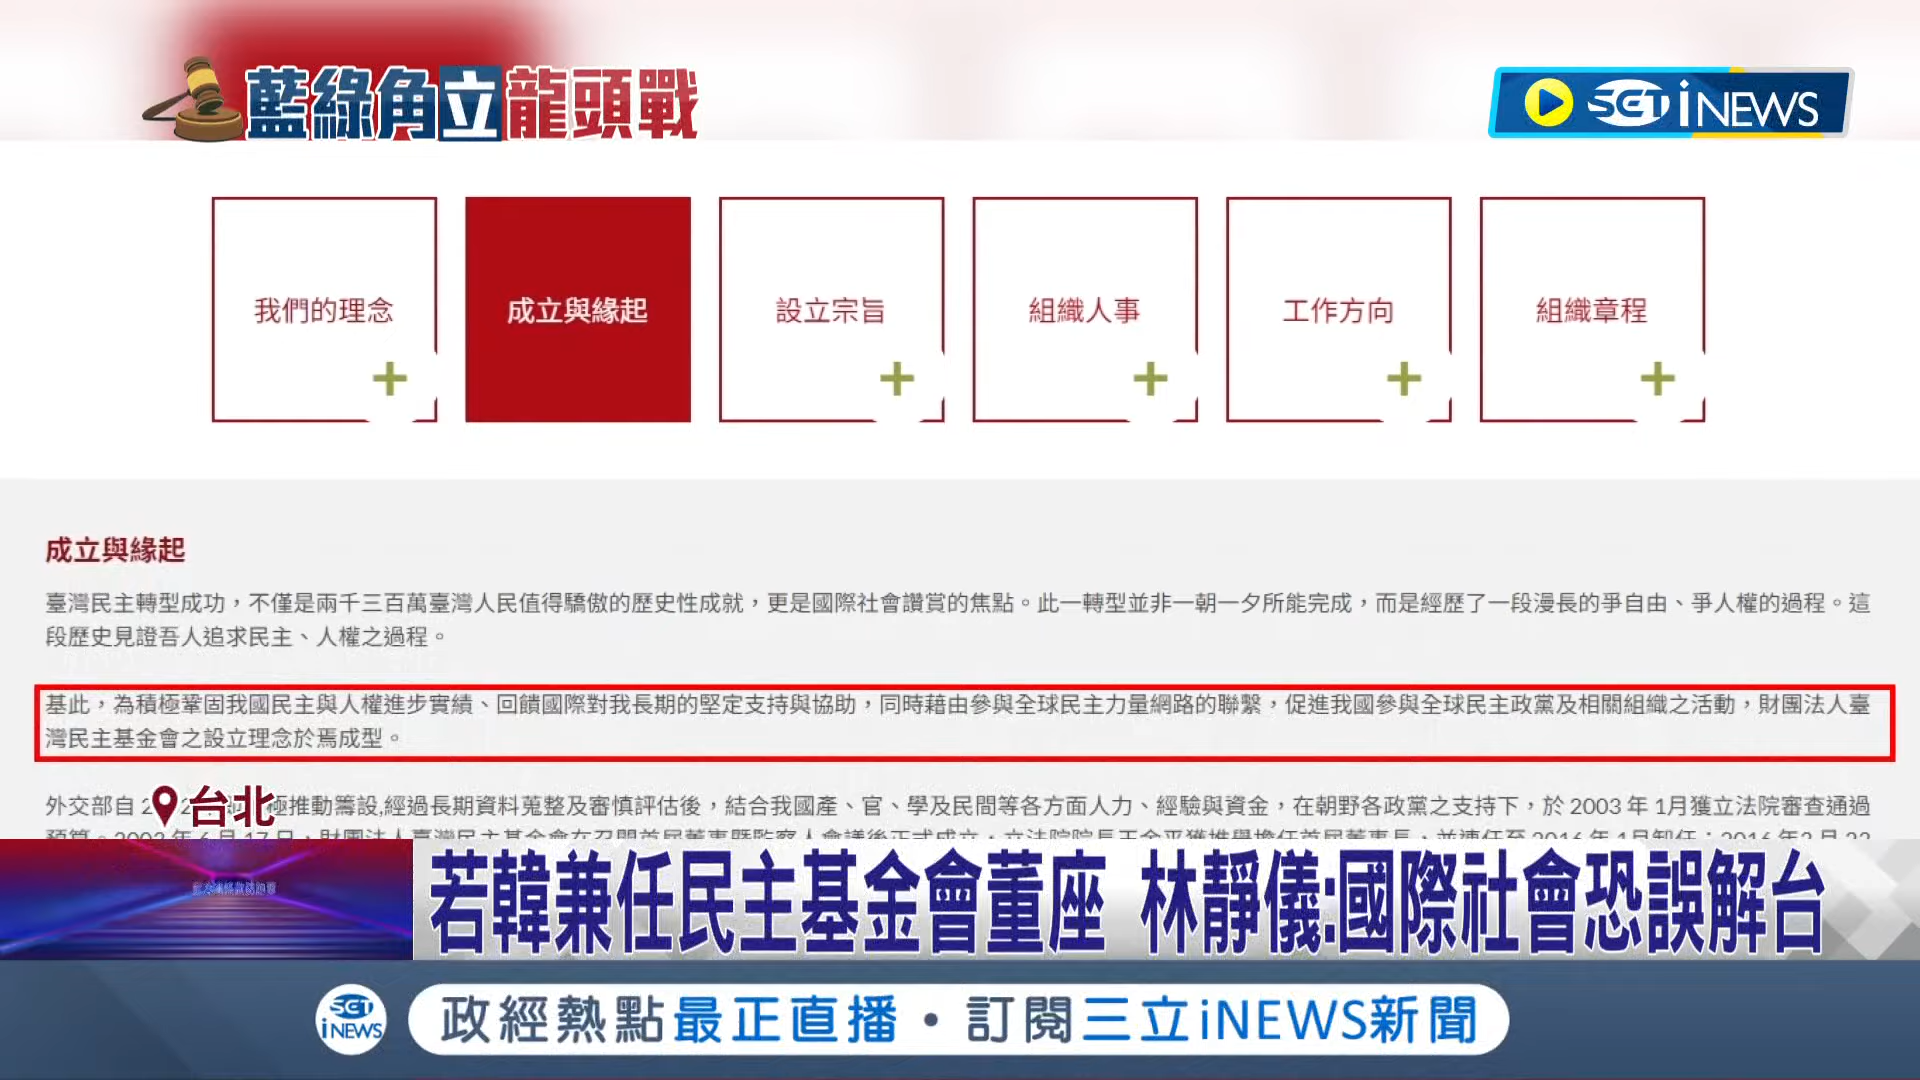 藍綠角立龍頭戰
SET iNEWS
我們的理念
成立與緣起
設立宗旨
組織人事
工作方向
組織章程
成立與緣起
臺灣民主轉型成功，不僅是兩千三百萬臺灣人民值得驕傲的歷史性成就，更是國際社會讚賞的焦點。此一轉型並非一朝一夕所能完成，而是經歷了一段漫長的爭自由、爭人權的過程。這
段歷史見證吾人追求民主、人權之過程。
基此，為積極鞏固我國民主與人權進步實績、回饋國際對我長期的堅定支持與協助，同時藉由參與全球民主力量網路的聯繫，促進我國參與全球民主政黨及相關組織之活動，財團法人臺
灣民主基金會之設立理念於焉成型。
外交部自 2 極推動籌設,經過長期資料蒐整及審慎評估後，結合我國產、官、學及民間等各方面人力、經驗與資金，在朝野各政黨之支持下，於 2003 年 1月獲立法院審查通過
台北
若韓兼任民主基金會董座 林靜儀:國際社會恐誤解台
SET iNEWS
政經熱點最正直播・訂閱三立iNEWS新聞